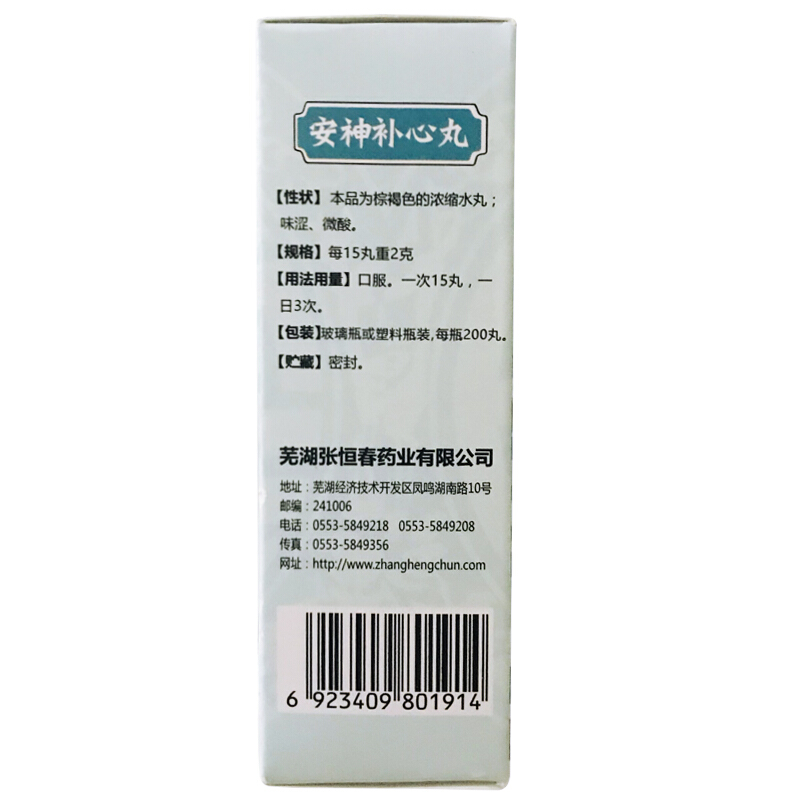 安神补心丸
【性状】本品为棕褐色的浓缩水丸；
味涩、微酸。
【规格】每15丸重2克
【用法用量】口服。一次15丸，一
日3次。
【包装】玻璃瓶或塑料瓶装,每瓶200丸。
【贮藏】密封。
芜湖张恒春药业有限公司
地址：芜湖经济技术开发区凤鸣湖南路10号
邮编：241006
电话：0553-5849218 0553-5849208
传真：0553-5849356
网址：http://www.zhanghengchun.com
6 923409 801914